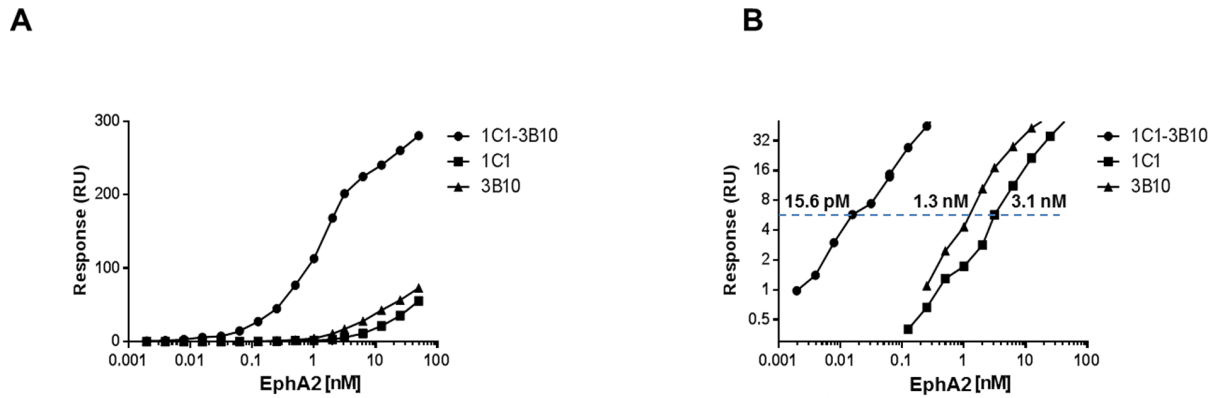 A
B
Response (RU)
300
200
100
0
0.001 0.01 0.1 1 10 100
EphA2 [nM]
1C1-3B10
1C1
3B10
Response (RU)
32
16
8
4
2
1
0.5
15.6 pM 1.3 nM 3.1 nM
0.001 0.01 0.1 1 10 100
EphA2 [nM]
1C1-3B10
1C1
3B10